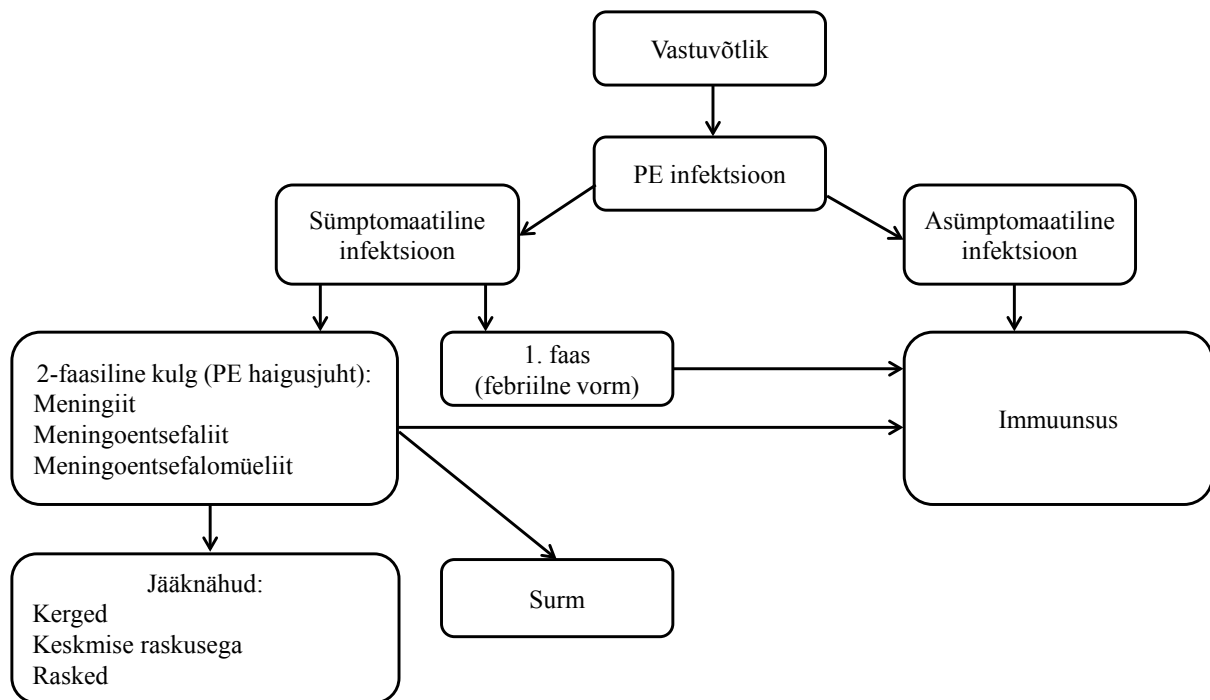 Vastuvõtlik
PE infektsioon
Sümptomaatiline
infektsioon
Asümptomaatiline
infektsioon
2-faasiline kulg (PE haigusjuht):
Meningiit
Meningoentsefaliit
Meningoentsefalomüeliit
1. faas
(febriilne vorm)
Immuunsus
Jääknähud:
Kerged
Keskmise raskusega
Rasked
Surm